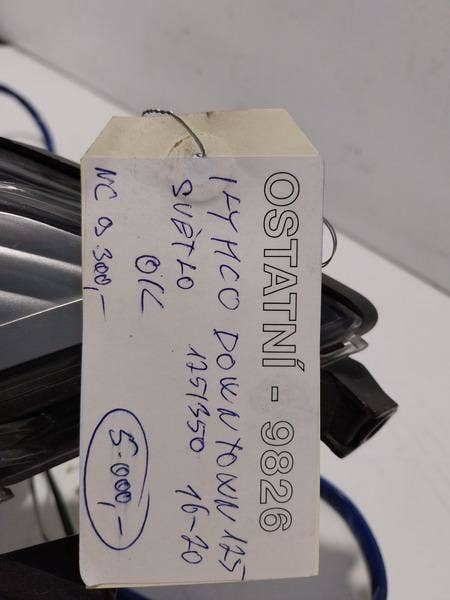 OSTATNÍ - 9826
KYMCO DOWNTOWN 125
SVĚTLO 125/350 16-20
OK
NC 9.300,-
5.000,-